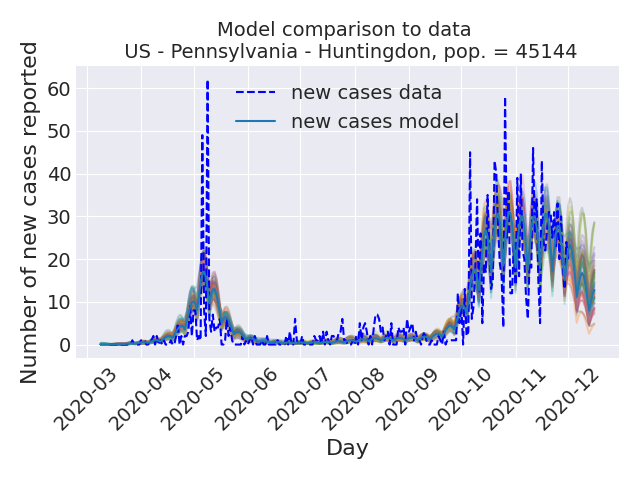 Model comparison to data
US - Pennsylvania - Huntingdon, pop. = 45144
Number of new cases reported
60
50
40
30
20
10
0
new cases data
new cases model
2020-03
2020-04
2020-05
2020-06
2020-07
2020-08
2020-09
2020-10
2020-11
2020-12
Day